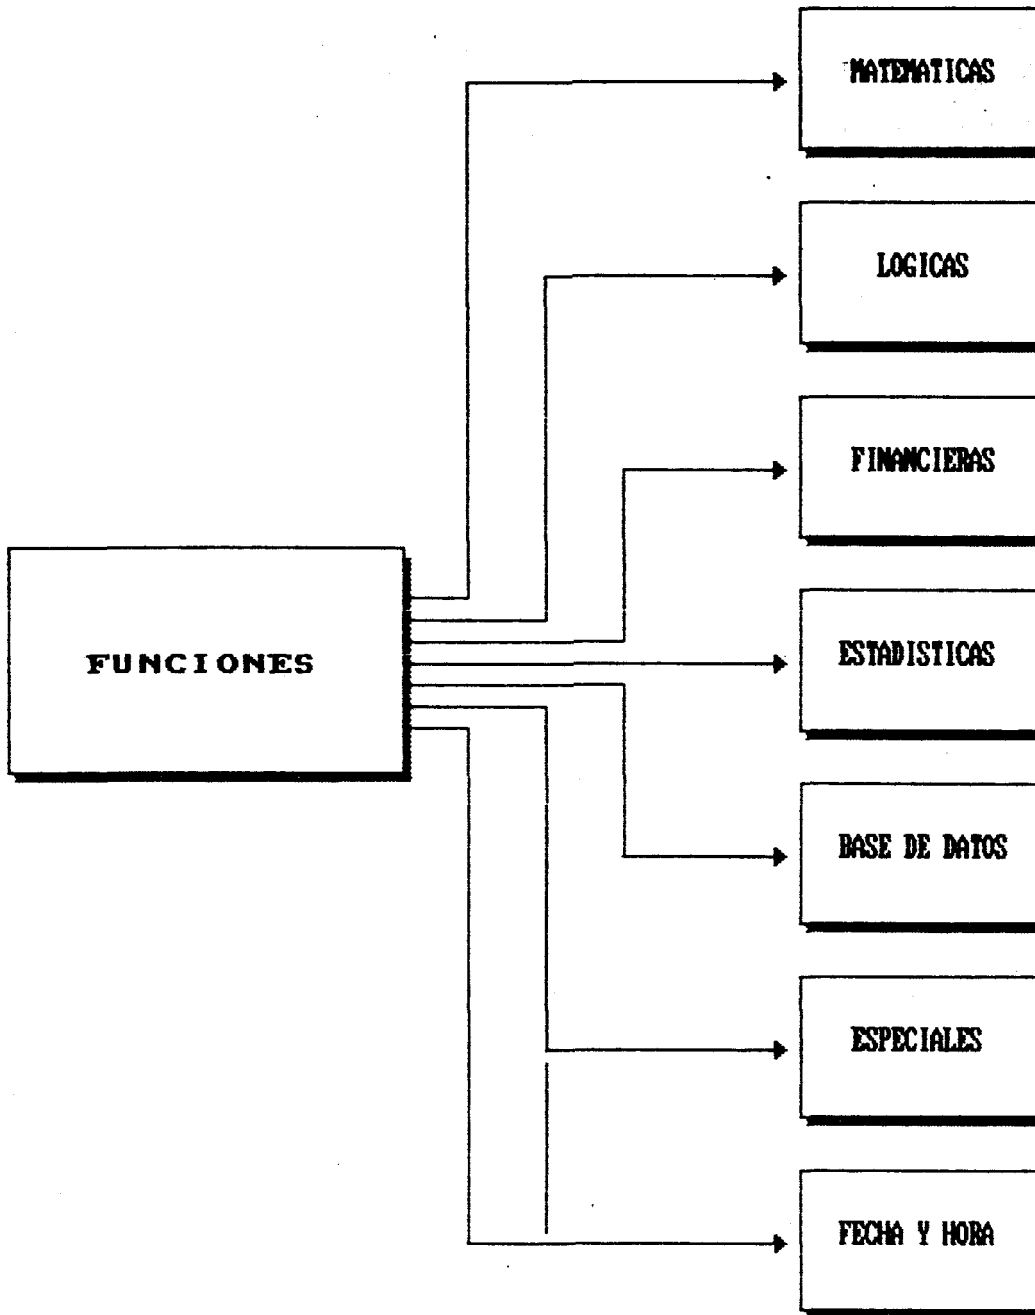 MATEMATICAS
LOGICAS
FINANCIERAS
FUNCIONES
ESTADISTICAS
BASE DE DATOS
ESPECIALES
FECHA Y HORA